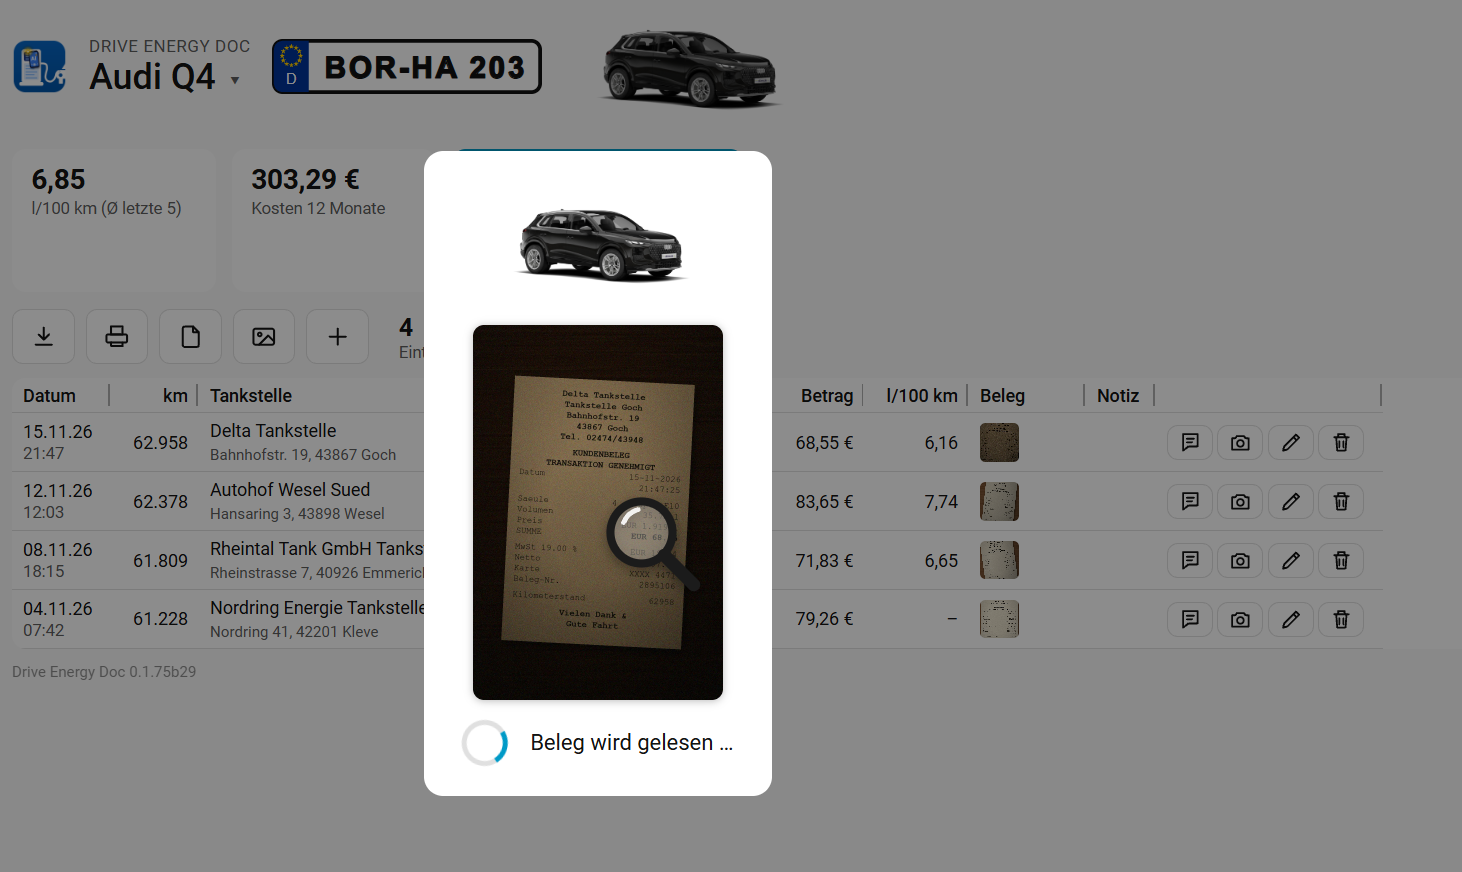 DRIVE ENERGY DOC
Audi Q4
D
BOR-HA 203
6,85
l/100 km (Ø letzte 5)
303,29 €
Kosten 12 Monate
4
Datum km Tankstelle Betrag l/100 km Beleg Notiz
15.11.26
21:47
62.958
Delta Tankstelle
Bahnhofstr. 19, 43867 Goch
68,55 €
6,16
12.11.26
12:03
62.378
Autohof Wesel Sued
Hansaring 3, 43898 Wesel
83,65 €
7,74
08.11.26
18:15
61.809
Rheintal Tank GmbH Tanks
Rheinstrasse 7, 40926 Emmeric
71,83 €
6,65
04.11.26
07:42
61.228
Nordring Energie Tankstelle
Nordring 41, 42201 Kleve
79,26 €
–
Drive Energy Doc 0.1.75b29
Delta Tankstelle
Tankstelle Goch
Bahnhofstr. 19
43867 Goch
Tel. 02474/43948
KUNDENBELEG
TRANSAKTION GENEHMIGT
Datum 15-11-2026
21:47:25
Saeule 4
Volumen
Preis EUR
SUMME EUR 68
MwSt 19.00 %
Netto
Karte XXXX
Beleg-Nr. 2895106
Kilometerstand 62958
Vielen Dank &
Gute Fahrt
Beleg wird gelesen ...